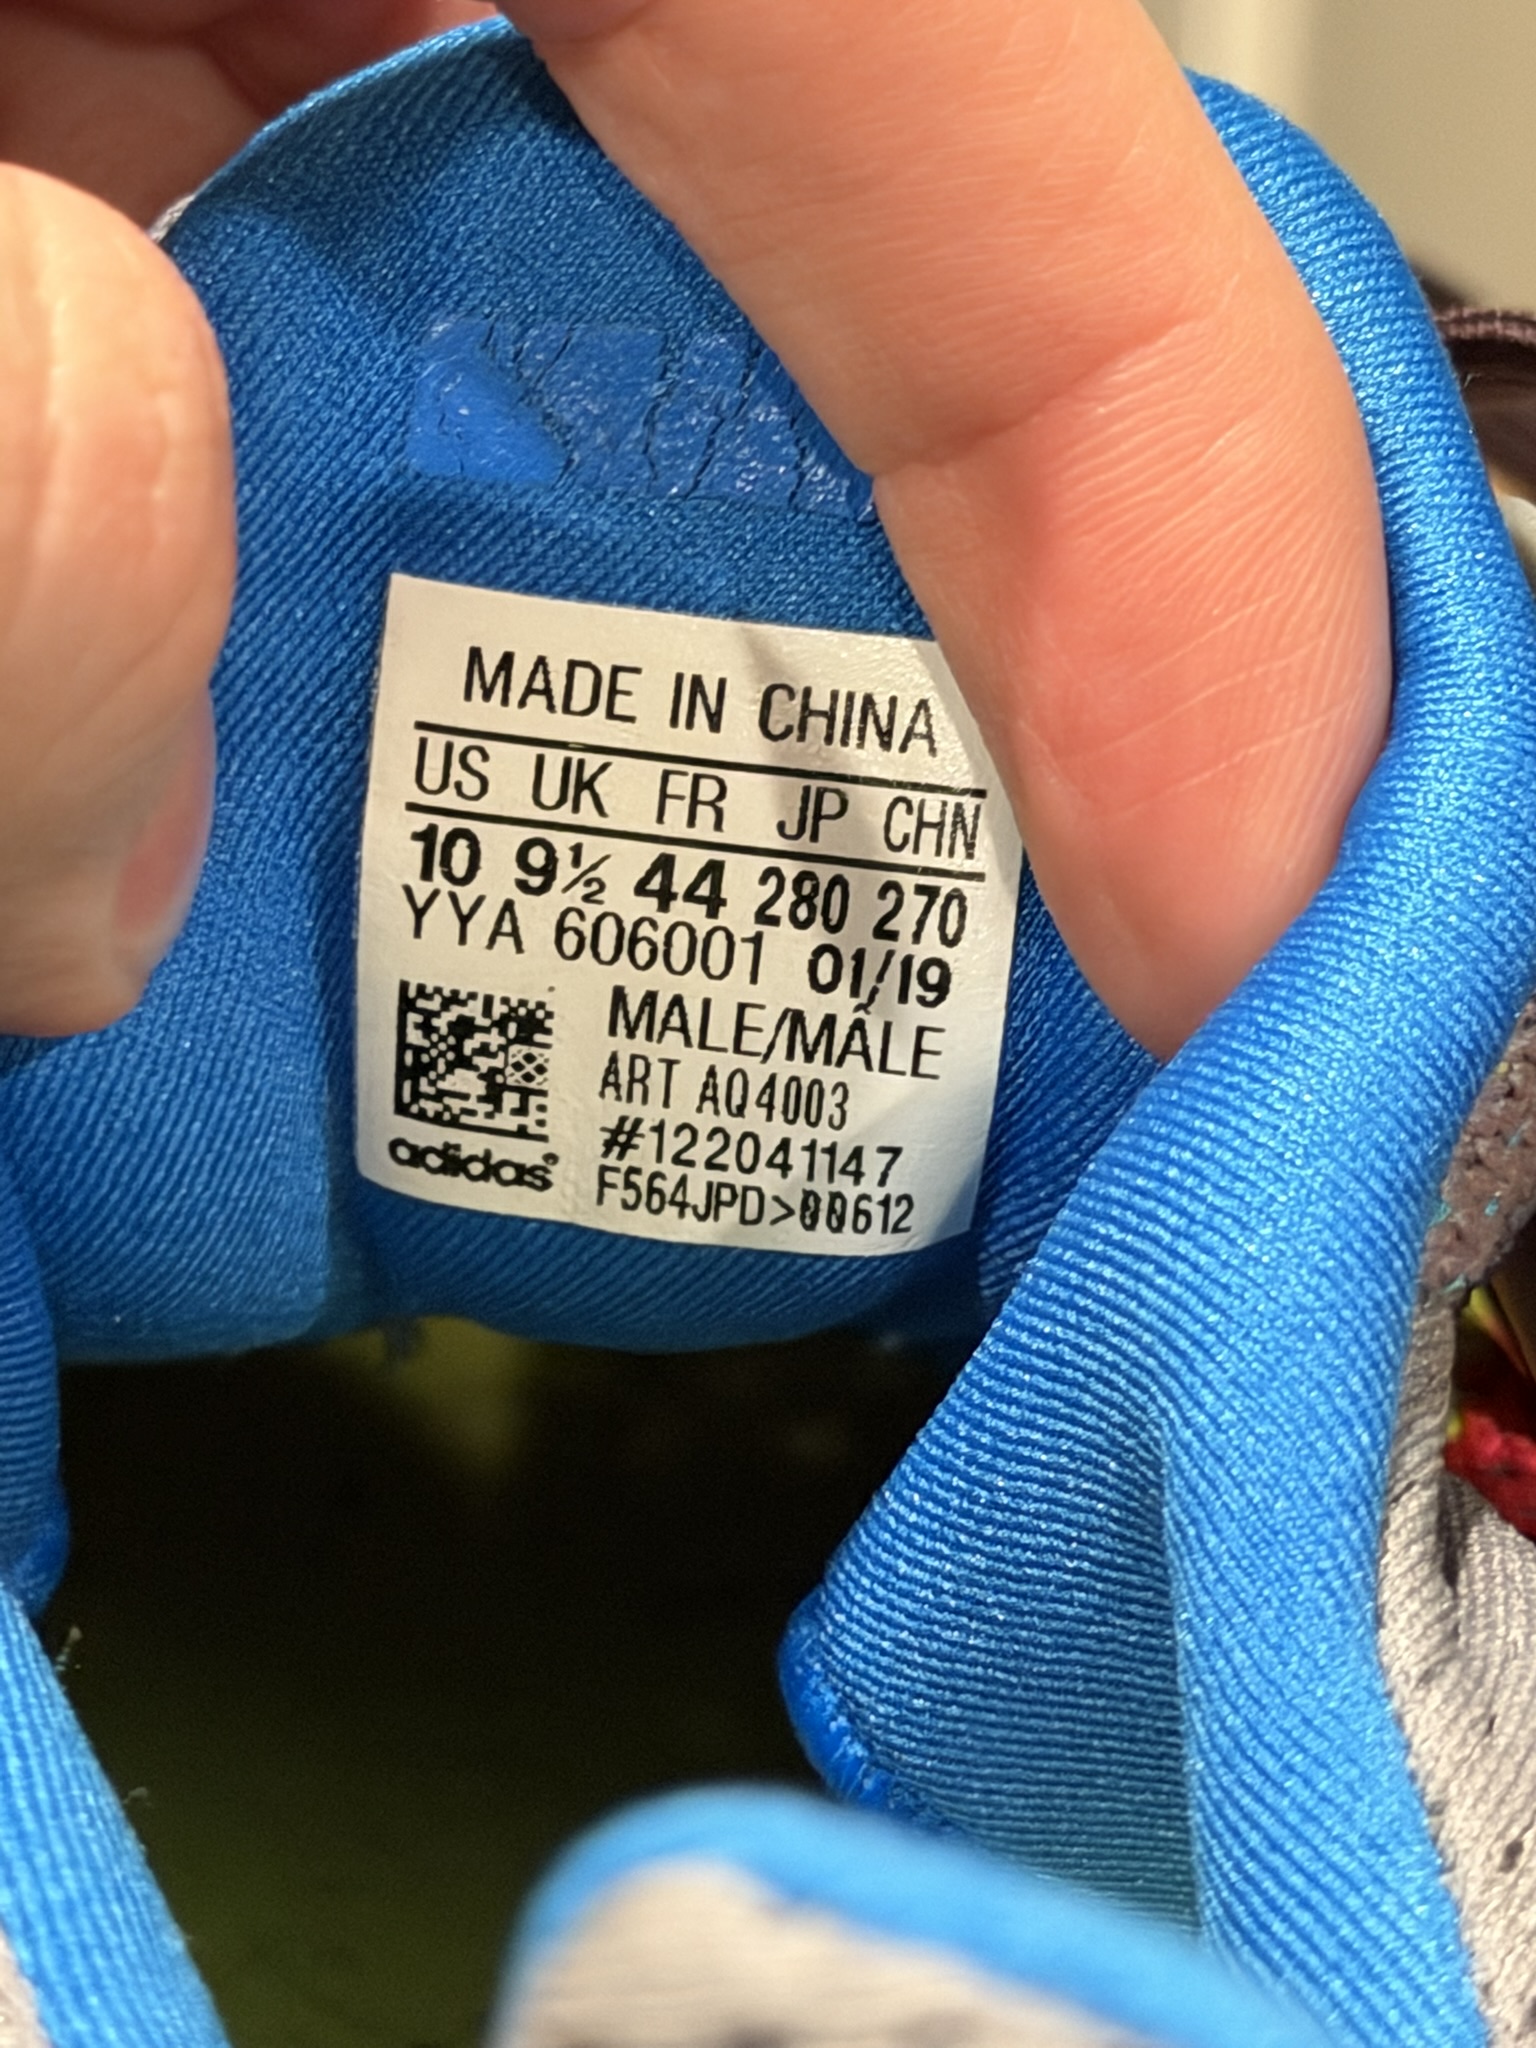 MADE IN CHINA
US UK FR JP CHN
10 9½ 44 280 270
YYA 606001 01/19
MALE/MÂLE
ART AQ4003
#122041147
F564JPD>00612
adidas®